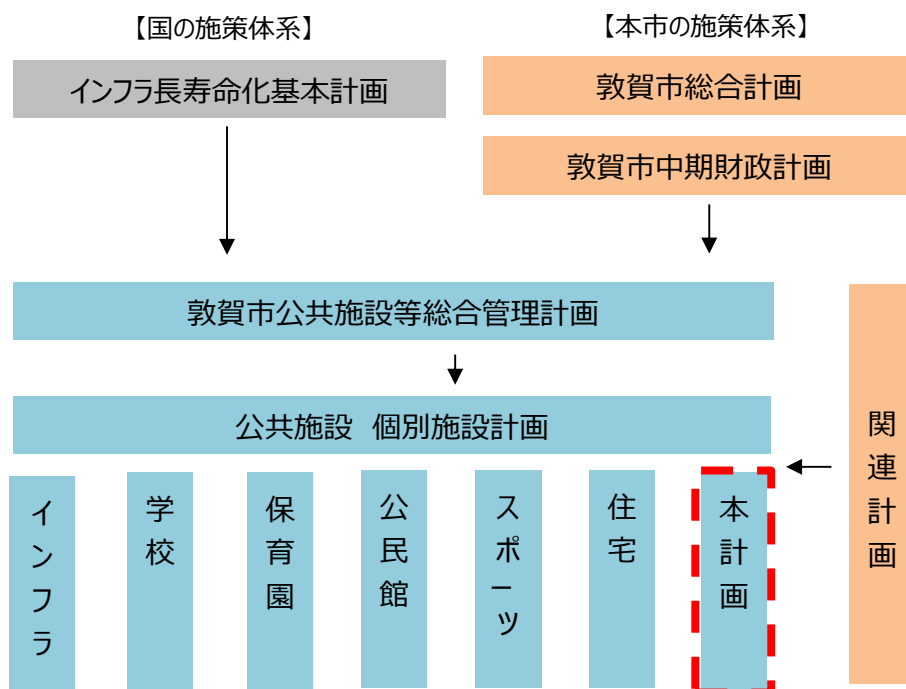 【国の施策体系】
【本市の施策体系】
インフラ長寿命化基本計画
敦賀市総合計画
敦賀市中期財政計画
敦賀市公共施設等総合管理計画
公共施設 個別施設計画
インフラ
学校
保育園
公民館
スポーツ
住宅
本計画
関連計画